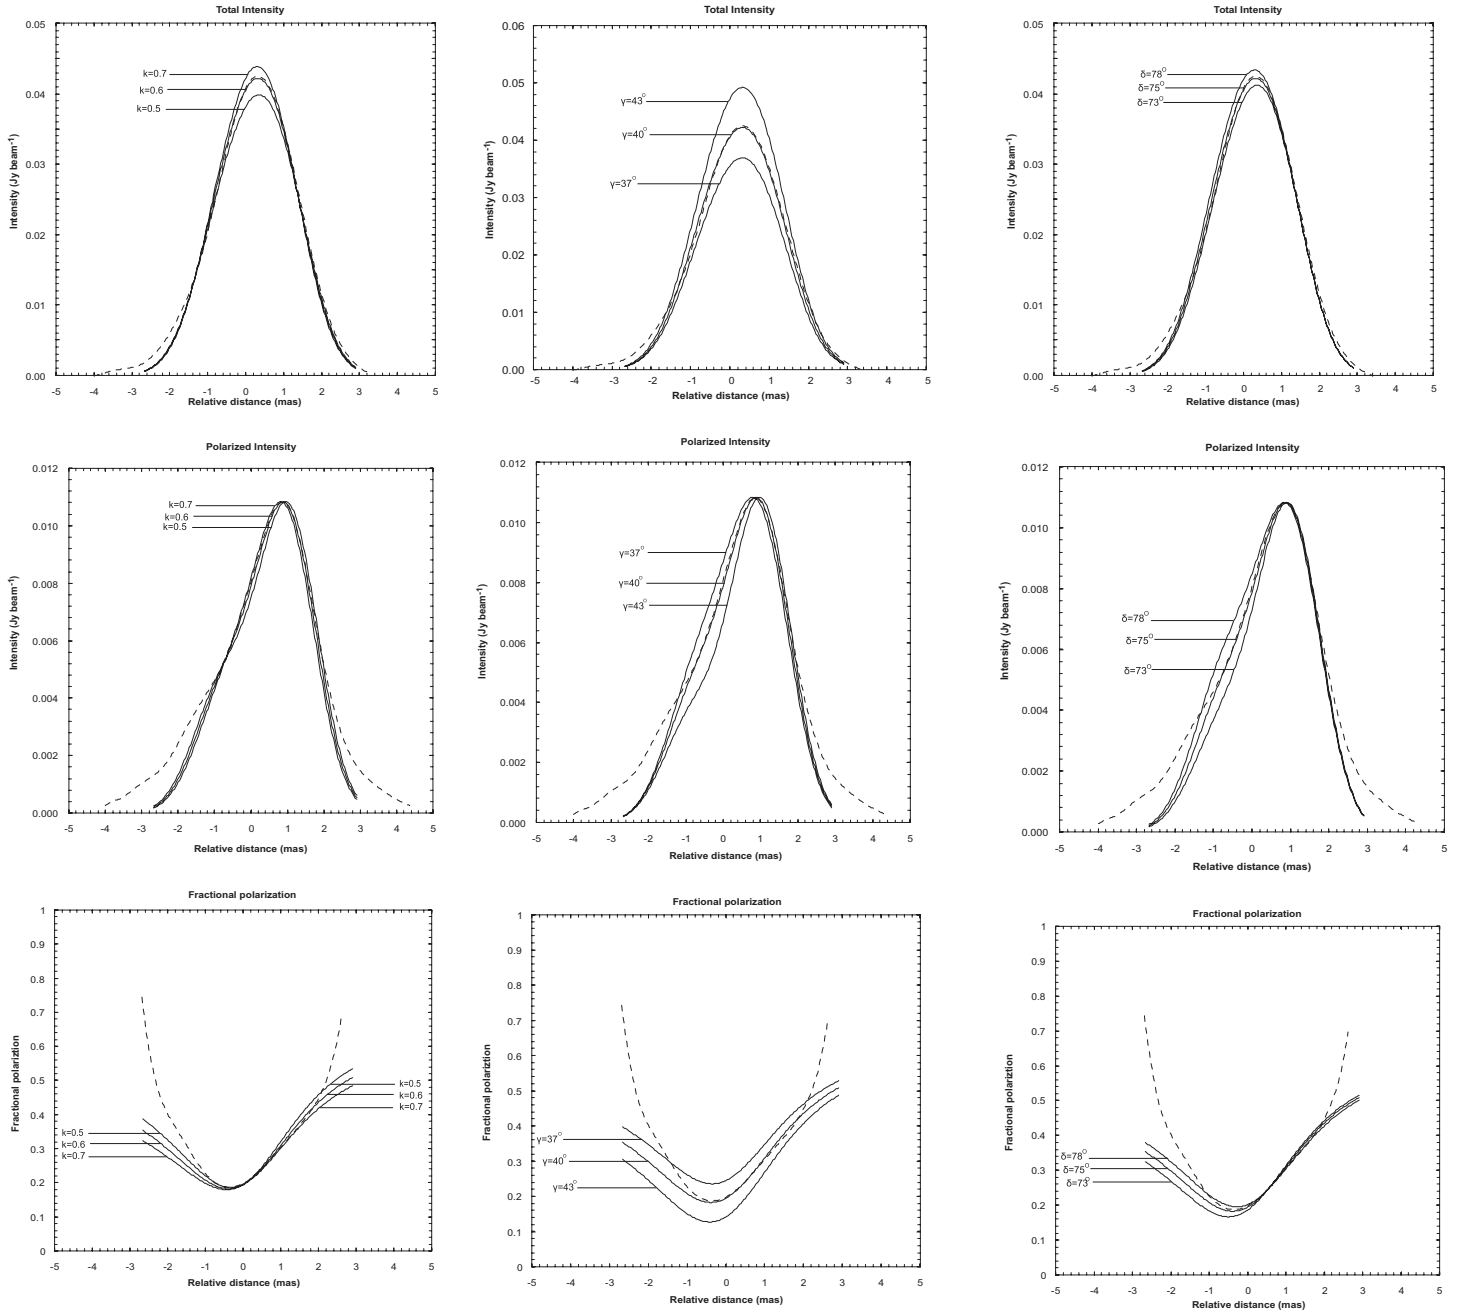 Total Intensity
0.05
0.04
0.03
0.02
0.01
0.00
Intensity (Jy beam-1)
k=0.7
k=0.6
k=0.5
-5 -4 -3 -2 -1 0 1 2 3 4 5
Relative distance (mas)
Total Intensity
0.06
0.05
0.04
0.03
0.02
0.01
0.00
Intensity (Jy beam-1)
γ=43°
γ=40°
γ=37°
-5 -4 -3 -2 -1 0 1 2 3 4 5
Relative distance (mas)
Total Intensity
0.05
0.04
0.03
0.02
0.01
0.00
Intensity (Jy beam-1)
δ=78°
δ=75°
δ=73°
-5 -4 -3 -2 -1 0 1 2 3 4 5
Relative distance (mas)
Polarized Intensity
0.012
0.010
0.008
0.006
0.004
0.002
0.000
Intensity (Jy beam-1)
k=0.7
k=0.6
k=0.5
-5 -4 -3 -2 -1 0 1 2 3 4 5
Relative distance (mas)
Polarized Intensity
0.012
0.010
0.008
0.006
0.004
0.002
0.000
Intensity (Jy beam-1)
γ=37°
γ=40°
γ=43°
-5 -4 -3 -2 -1 0 1 2 3 4 5
Relative distance (mas)
Polarized Intensity
0.012
0.010
0.008
0.006
0.004
0.002
0.000
Intensity (Jy beam-1)
δ=78°
δ=75°
δ=73°
-5 -4 -3 -2 -1 0 1 2 3 4 5
Relative distance (mas)
Fractional polarization
1
0.9
0.8
0.7
0.6
0.5
0.4
0.3
0.2
0.1
0
Fractional polariztion
k=0.5
k=0.6
k=0.7
k=0.5
k=0.6
k=0.7
-5 -4 -3 -2 -1 0 1 2 3 4 5
Relative distance (mas)
Fractional polarization
1
0.9
0.8
0.7
0.6
0.5
0.4
0.3
0.2
0.1
0
Fractional polariztion
γ=37°
γ=40°
γ=43°
-5 -4 -3 -2 -1 0 1 2 3 4 5
Relative distance (mas)
Fractional polarization
1
0.9
0.8
0.7
0.6
0.5
0.4
0.3
0.2
0.1
0
Fractional polariztion
δ=78°
δ=75°
δ=73°
-5 -4 -3 -2 -1 0 1 2 3 4 5
Relative distance (mas)